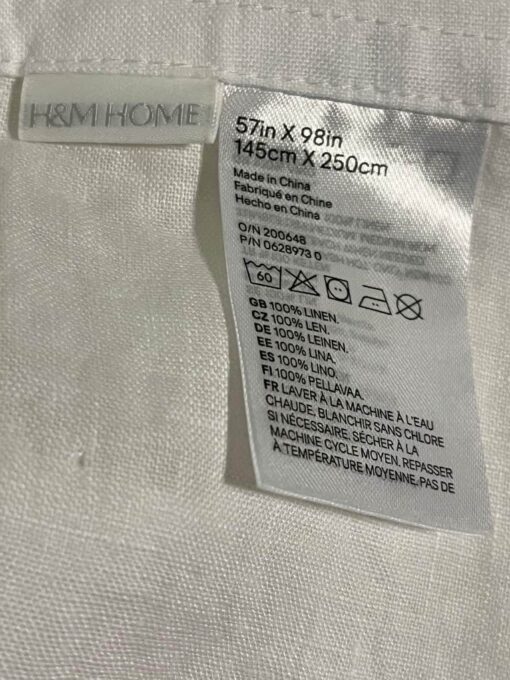 H&M HOME
57in X 98in
145cm X 250cm
Made in China
Fabriqué en Chine
Hecho en China
O/N 200648
P/N 0628973 0
60
GB 100% LINEN.
CZ 100% LEN.
DE 100% LEINEN.
EE 100% LINA.
ES 100% LINO.
FI 100% PELLAVAA.
FR LAVER À LA MACHINE À L'EAU
CHAUDE, BLANCHIR SANS CHLORE
SI NÉCESSAIRE. SÉCHER À LA
MACHINE CYCLE MOYEN. REPASSER
À TEMPÉRATURE MOYENNE. PAS DE